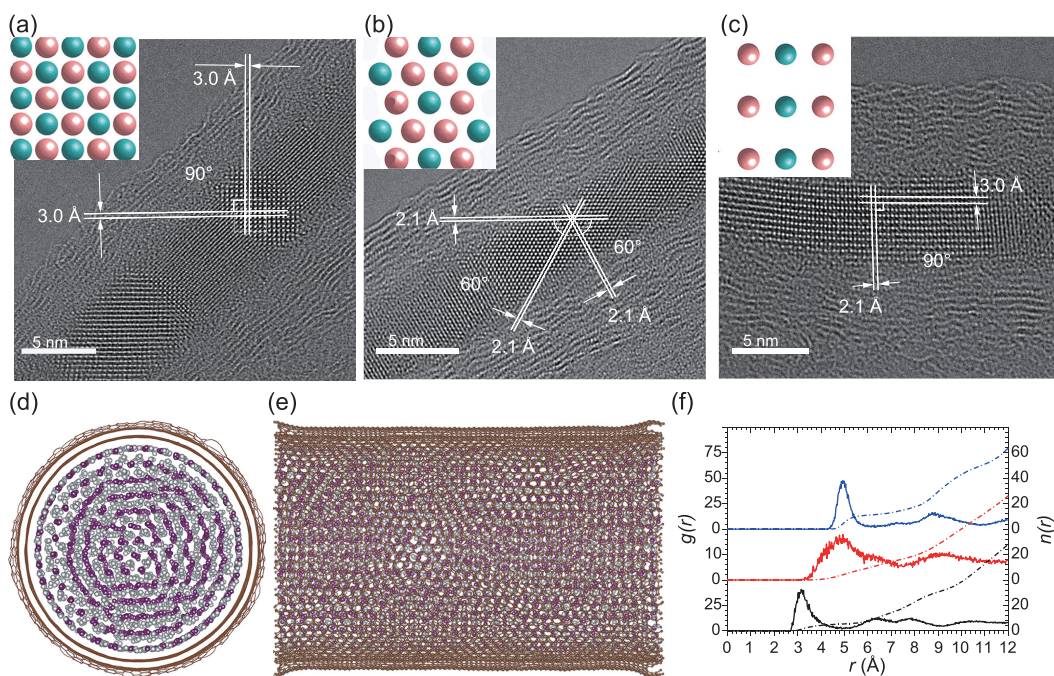 (a)
3.0 Å
90°
3.0 Å
5 nm
(b)
2.1 Å
60°
60°
2.1 Å
2.1 Å
5 nm
(c)
3.0 Å
90°
2.1 Å
5 nm
(d)
(e)
(f)
75
50
25
0
10
0
25
0
g(r)
60
40
20
0
20
0
20
0
n(r)
0 1 2 3 4 5 6 7 8 9 10 11 12
r (Å)